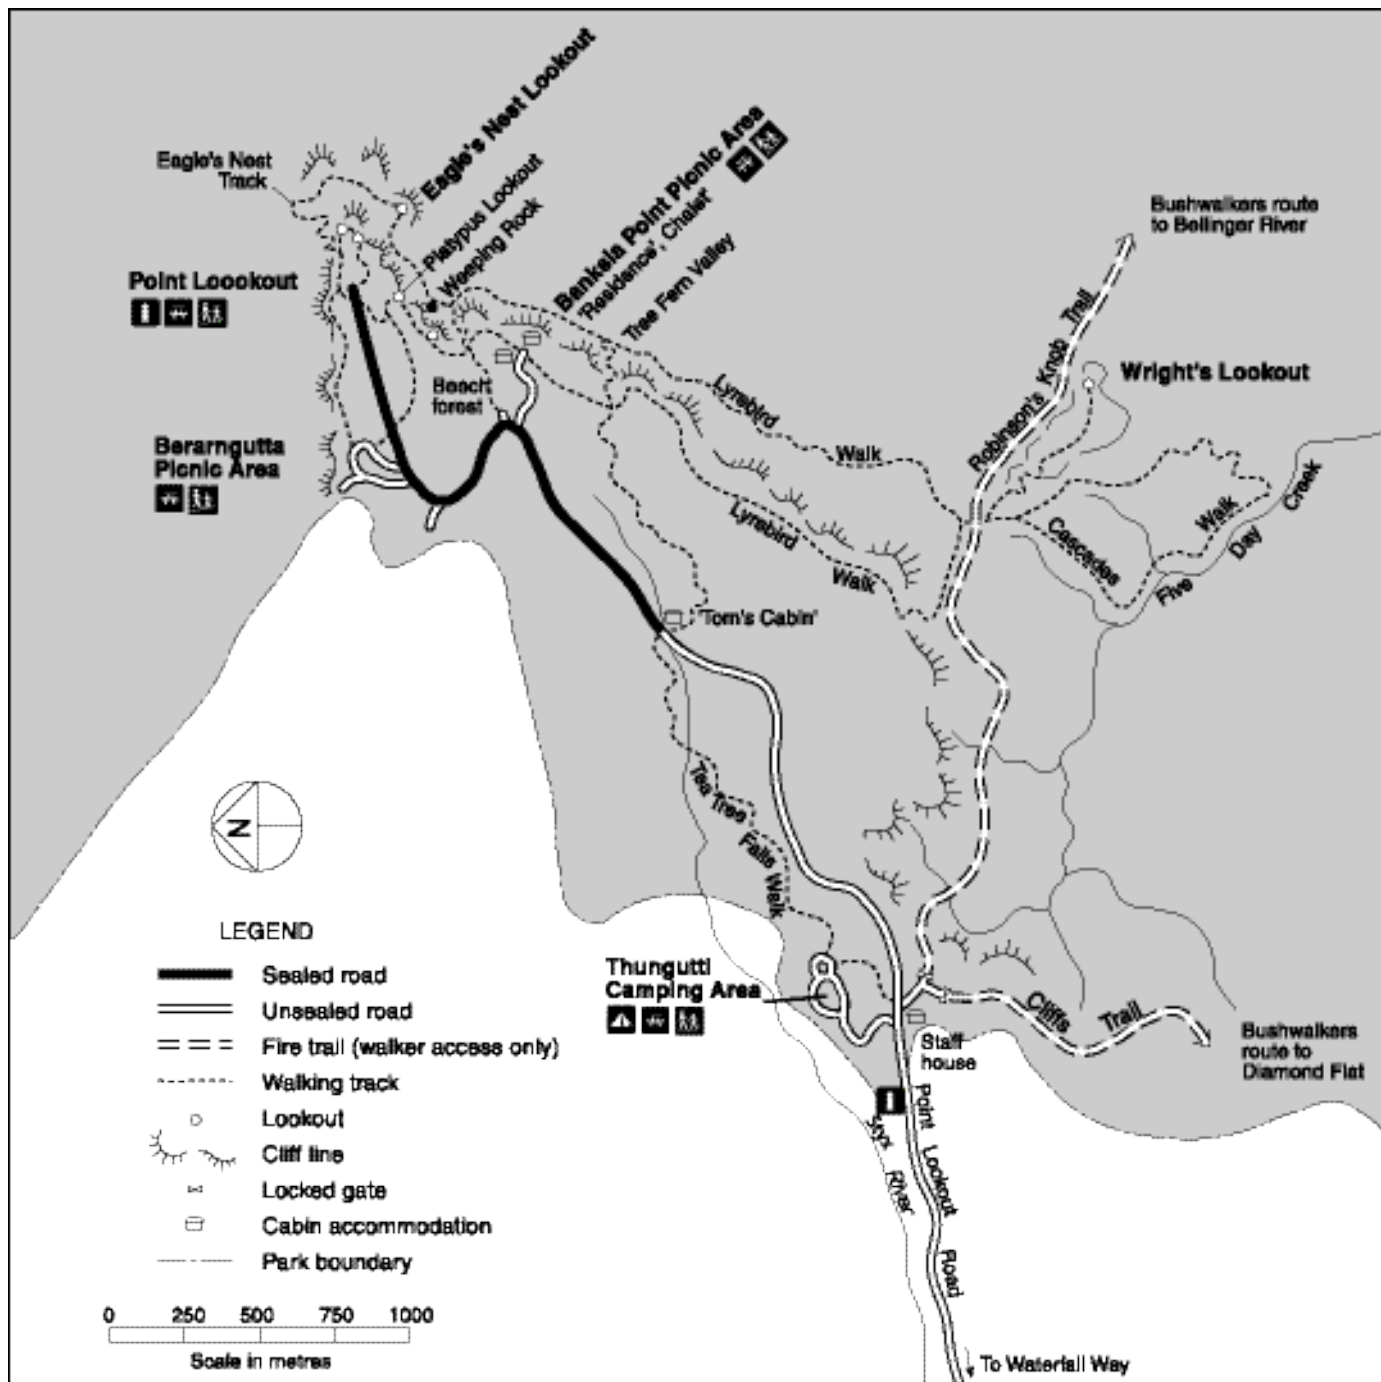 Eagle's Nest Lookout
Eagle's Nest
Track
Platypus Lookout
Weeping Rock
Banksia Point Picnic Area
'Residence', Chalet'
Tree Fern Valley
Bushwalkers route
to Bellinger River
Point Loookout
Robinson's Knob Trail
Wright's Lookout
Beech
forest
Lyrebird
Walk
Berarngutta
Picnic Area
Lyrebird
Walk
Cascades
Walk
Five Day Creek
'Tom's Cabin'
Tea Tree
Falls Walk
N
LEGEND
Sealed road
Unsealed road
Fire trail (walker access only)
Walking track
Lookout
Cliff line
Locked gate
Cabin accommodation
Park boundary
0 250 500 750 1000
Scale in metres
Thungutti
Camping Area
Cliffs Trail
Staff
house
Bushwalkers
route to
Diamond Flat
Styx River
Point Lookout Road
To Waterfall Way